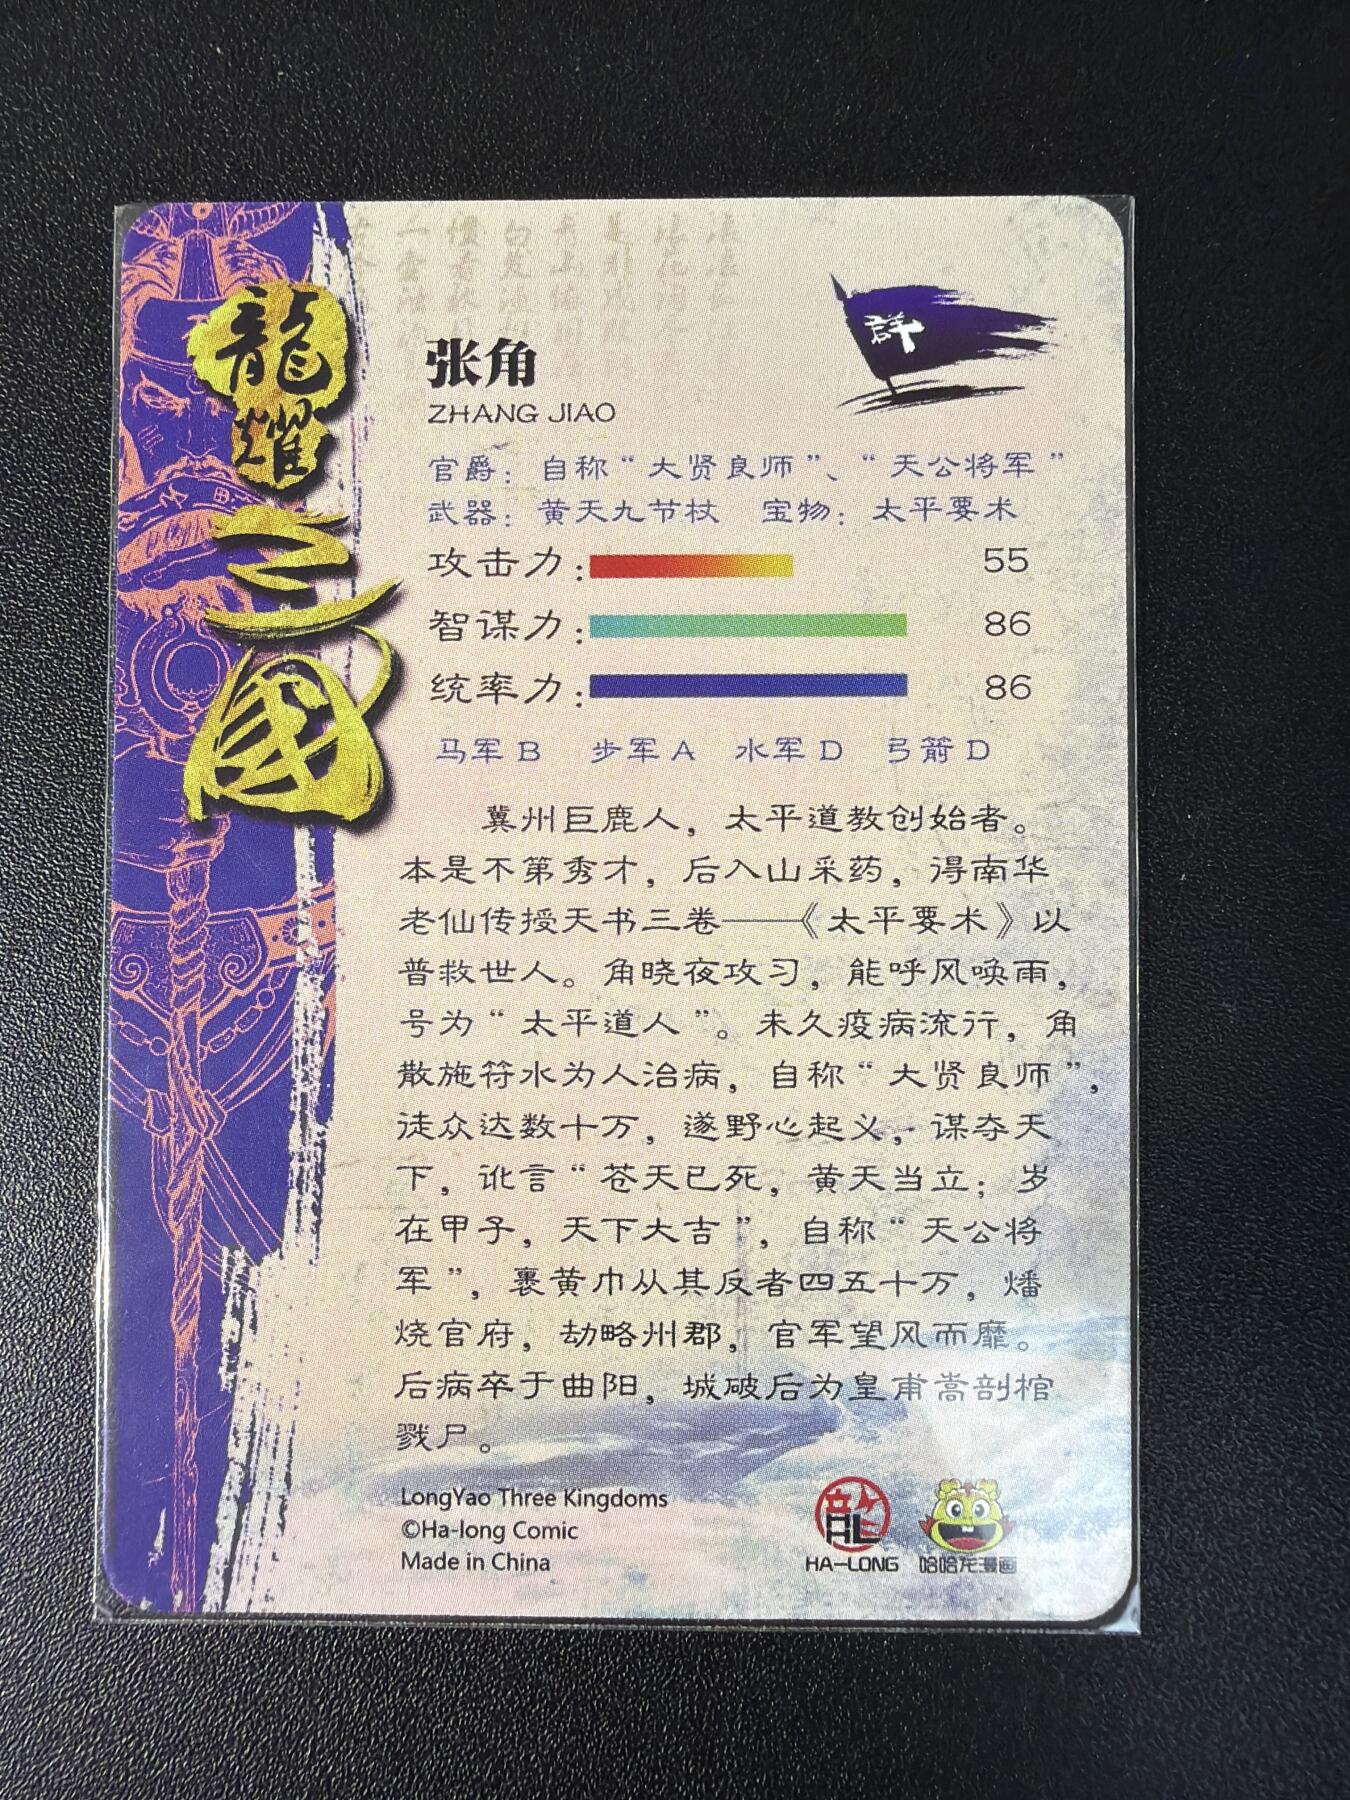 龍耀
三國
张角
ZHANG JIAO
群
官爵：自称“大贤良师”、“天公将军”
武器：黄天九节杖 宝物：太平要术
攻击力： 55
智谋力： 86
统率力： 86
马军B 步军A 水军D 弓箭D
冀州巨鹿人，太平道教创始者。
本是不第秀才，后入山采药，得南华
老仙传授天书三卷——《太平要术》以
普救世人。角晓夜攻习，能呼风唤雨，
号为“太平道人”。未久疫病流行，角
散施符水为人治病，自称“大贤良师”，
徒众达数十万，遂野心起义，谋夺天
下，讹言“苍天已死，黄天当立；岁
在甲子，天下大吉”，自称“天公将
军”，裹黄巾从其反者四五十万，燔
烧官府，劫略州郡，官军望风而靡。
后病卒于曲阳，城破后为皇甫嵩剖棺
戮尸。
LongYao Three Kingdoms
©Ha-long Comic
Made in China
龍
HA-LONG 哈哈龙漫画